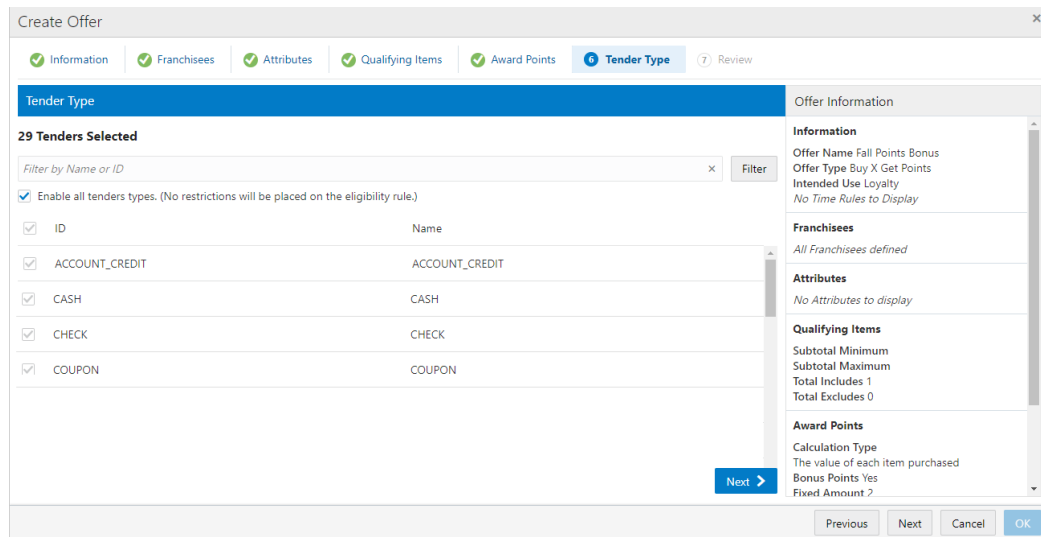 Create Offer
Information Franchisees Attributes Qualifying Items Award Points 6 Tender Type 7 Review
Tender Type
29 Tenders Selected
Filter by Name or ID × Filter
Enable all tenders types. (No restrictions will be placed on the eligibility rule.)
ID Name
ACCOUNT_CREDIT ACCOUNT_CREDIT
CASH CASH
CHECK CHECK
COUPON COUPON
Next
Offer Information
Information
Offer Name Fall Points Bonus
Offer Type Buy X Get Points
Intended Use Loyalty
No Time Rules to Display
Franchisees
All Franchisees defined
Attributes
No Attributes to display
Qualifying Items
Subtotal Minimum
Subtotal Maximum
Total Includes 1
Total Excludes 0
Award Points
Calculation Type
The value of each item purchased
Bonus Points Yes
Fixed Amount 2
Previous Next Cancel OK